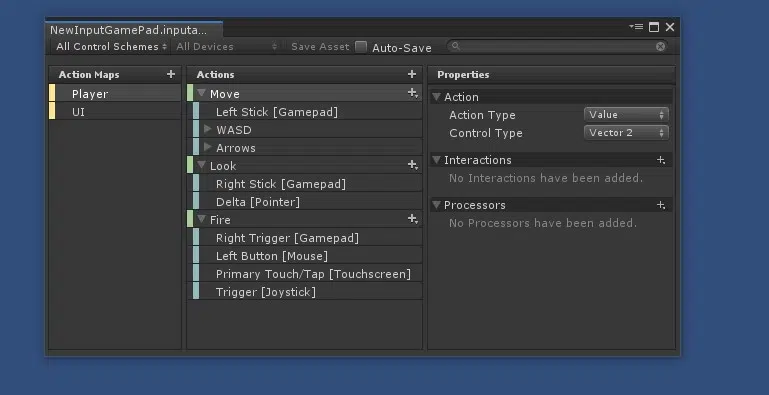 NewInputGamePad.inputa...
All Control Schemes All Devices Save Asset Auto-Save
Action Maps
Player
UI
Actions
Move
Left Stick [Gamepad]
WASD
Arrows
Look
Right Stick [Gamepad]
Delta [Pointer]
Fire
Right Trigger [Gamepad]
Left Button [Mouse]
Primary Touch/Tap [Touchscreen]
Trigger [Joystick]
Properties
Action
Action Type Value
Control Type Vector 2
Interactions
No Interactions have been added.
Processors
No Processors have been added.